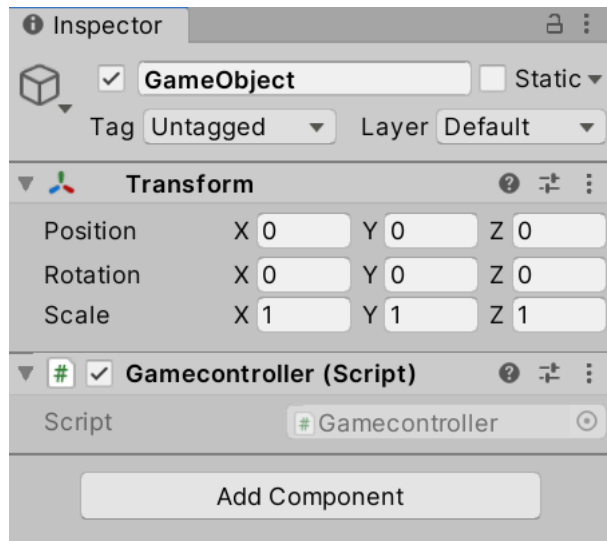 Inspector
GameObject Static
Tag Untagged Layer Default
Transform
Position X 0 Y 0 Z 0
Rotation X 0 Y 0 Z 0
Scale X 1 Y 1 Z 1
# Gamecontroller (Script)
Script # Gamecontroller
Add Component